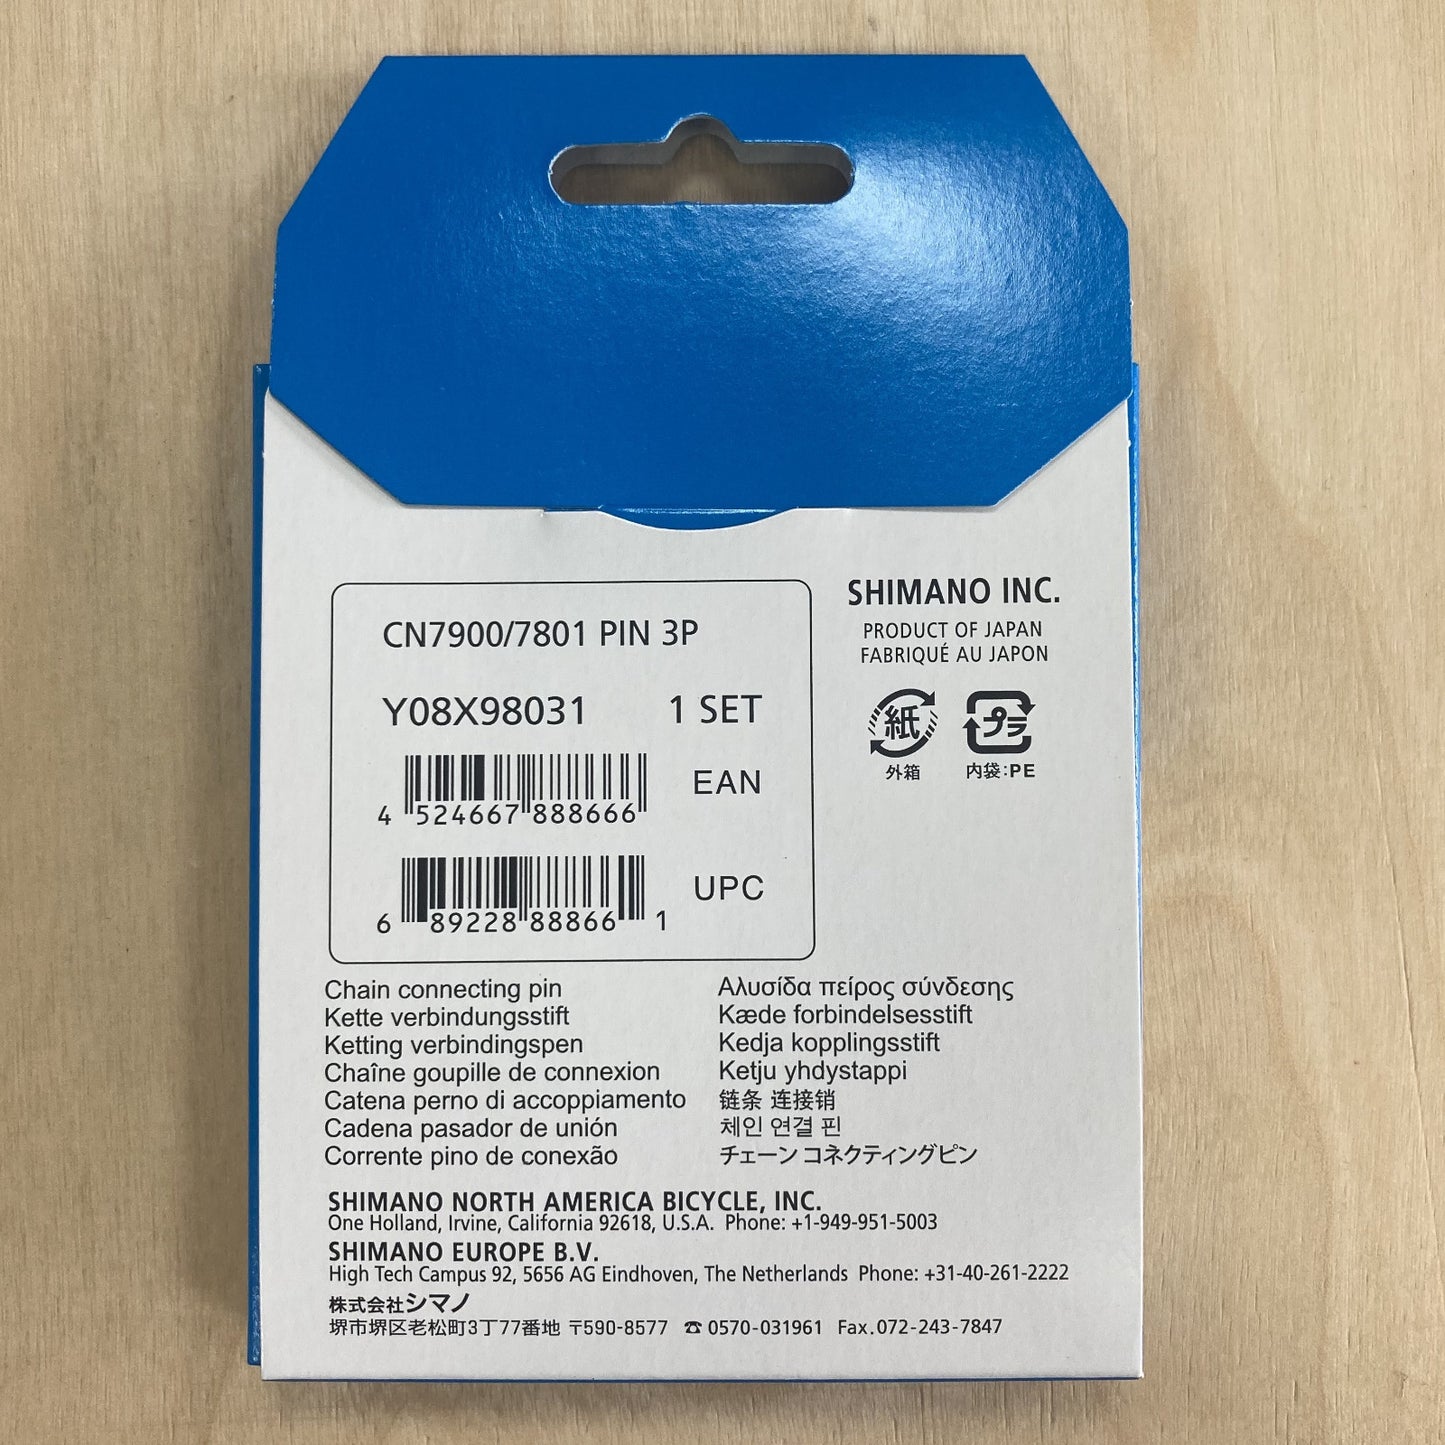 CN7900/7801 PIN 3P
Y08X98031 1 SET
4 524667 888666 EAN
6 89228 88866 1 UPC
SHIMANO INC.
PRODUCT OF JAPAN
FABRIQUÉ AU JAPON
紙 プラ
外箱 内袋:PE
Chain connecting pin
Kette verbindungsstift
Ketting verbindingspen
Chaîne goupille de connexion
Catena perno di accoppiamento
Cadena pasador de unión
Corrente pino de conexão
Αλυσίδα πείρος σύνδεσης
Kæde forbindelsesstift
Kedja kopplingsstift
Ketju yhdystappi
链条 连接销
체인 연결 핀
チェーン コネクティングピン
SHIMANO NORTH AMERICA BICYCLE, INC.
One Holland, Irvine, California 92618, U.S.A. Phone: +1-949-951-5003
SHIMANO EUROPE B.V.
High Tech Campus 92, 5656 AG Eindhoven, The Netherlands Phone: +31-40-261-2222
株式会社シマノ
堺市堺区老松町3丁77番地 〒590-8577 ☎ 0570-031961 Fax.072-243-7847